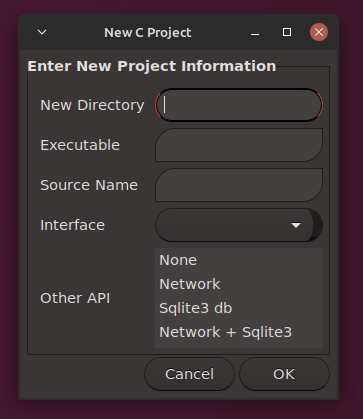 New C Project
Enter New Project Information
New Directory
Executable
Source Name
Interface
Other API
None
Network
Sqlite3 db
Network + Sqlite3
Cancel
OK